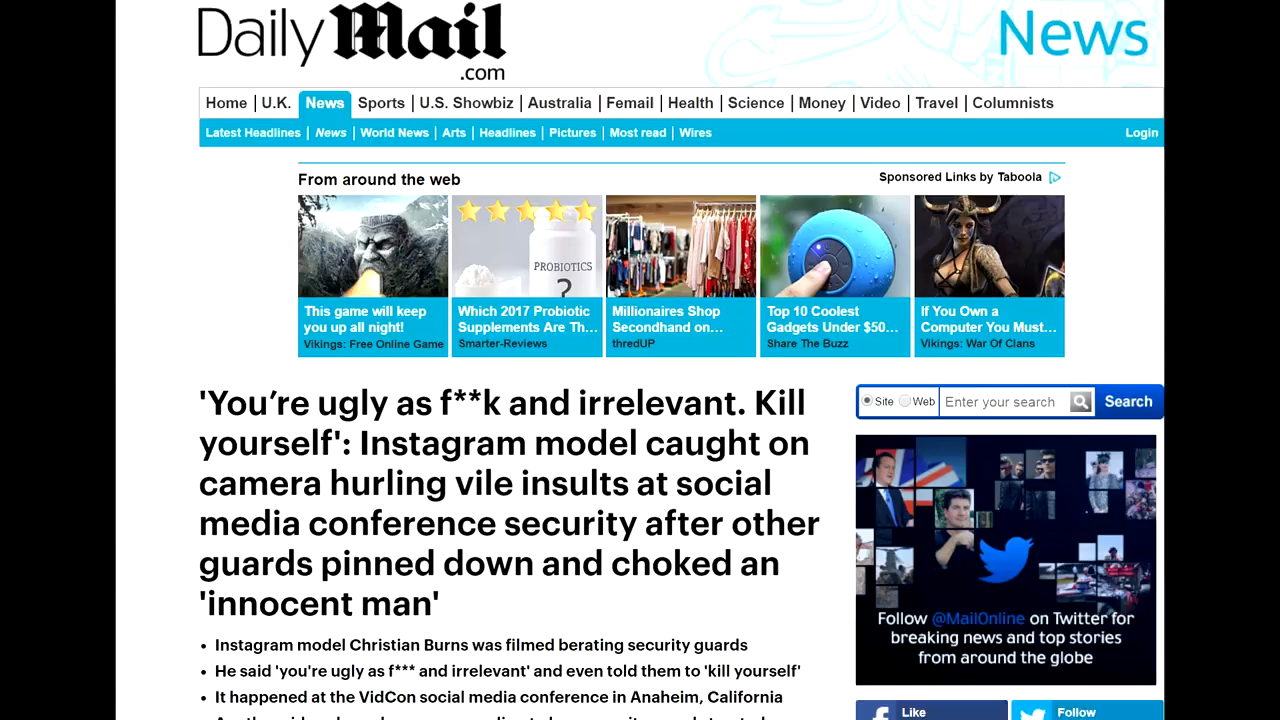 Daily Mail
.com
News
Home | U.K. News Sports | U.S. Showbiz | Australia | Femail | Health | Science | Money | Video | Travel | Columnists
Latest Headlines | News | World News | Arts | Headlines | Pictures | Most read | Wires
Login
From around the web
Sponsored Links by Taboola
PROBIOTICS
?
This game will keep
you up all night!
Vikings: Free Online Game
Which 2017 Probiotic
Supplements Are Th...
Smarter-Reviews
Millionaires Shop
Secondhand on...
thredUP
Top 10 Coolest
Gadgets Under $50...
Share The Buzz
If You Own a
Computer You Must...
Vikings: War Of Clans
'You’re ugly as f**k and irrelevant. Kill
yourself': Instagram model caught on
camera hurling vile insults at social
media conference security after other
guards pinned down and choked an
'innocent man'
• Instagram model Christian Burns was filmed berating security guards
• He said 'you're ugly as f*** and irrelevant' and even told them to 'kill yourself'
• It happened at the VidCon social media conference in Anaheim, California
Site Web Enter your search Search
Follow @MailOnline on Twitter for
breaking news and top stories
from around the globe
f Like
Follow